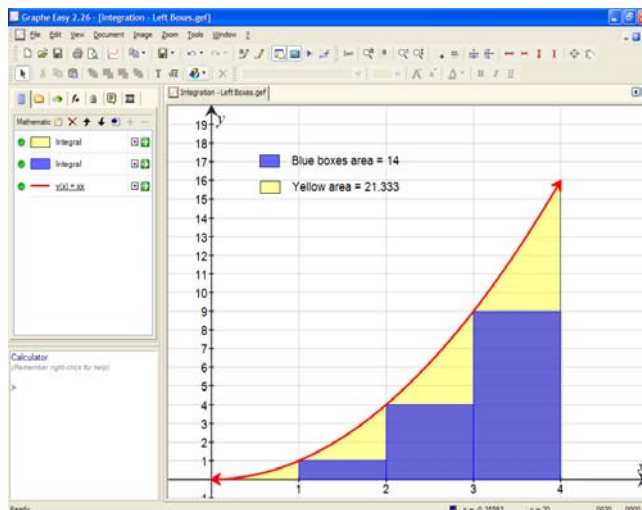 Graphe Easy 2.26 - [Integration - Left Boxes.gef]
File Edit View Document Image Zoom Tools Window ?
Integration - Left Boxes.gef
Mathematic
Integral
Integral
y(x) = xx
Calculator
(Remember right-click for help)
>
y
19
18
17
16
15
14
13
12
11
10
9
8
7
6
5
4
3
2
1
Blue boxes area = 14
Yellow area = 21.333
1 2 3 4
Ready